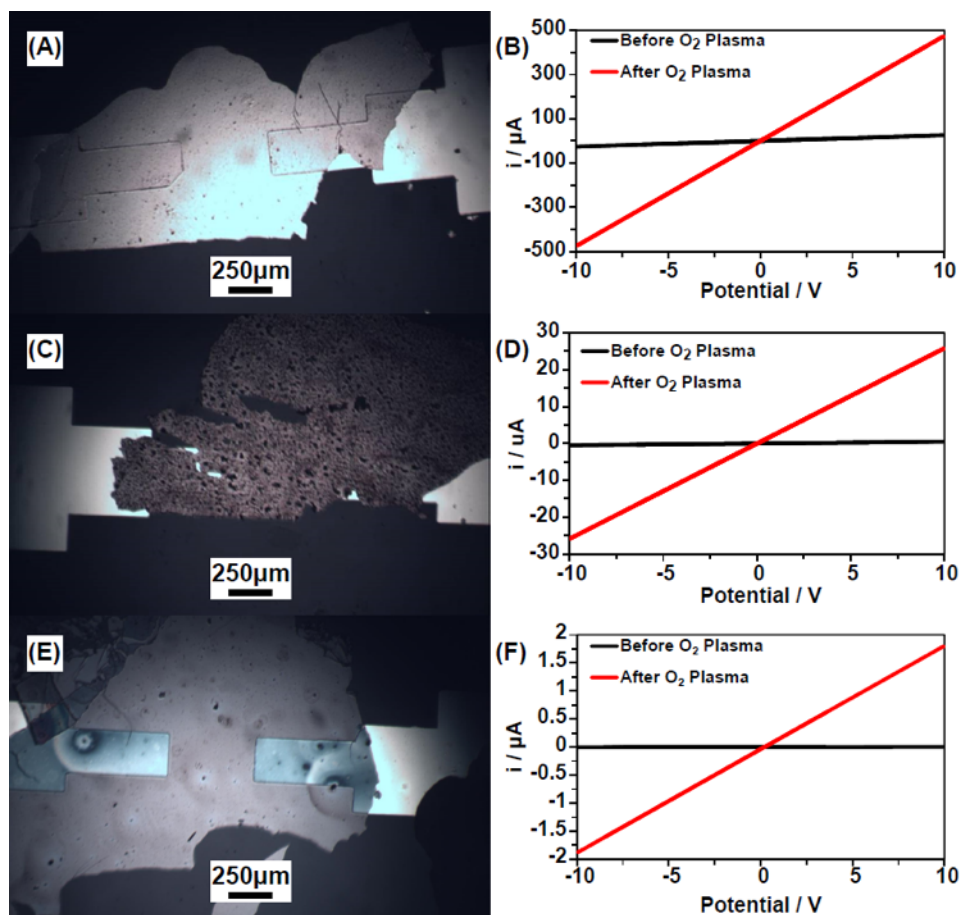 (A)
250µm
(B)
500
300
100
-100
-300
-500
i / µA
Before O₂ Plasma
After O₂ Plasma
-10
-5
0
5
10
Potential / V
(C)
250µm
(D)
30
20
10
0
-10
-20
-30
i / uA
Before O₂ Plasma
After O₂ Plasma
-10
-5
0
5
10
Potential / V
(E)
250µm
(F)
2
1.5
1
0.5
0
-0.5
-1
-1.5
-2
i / µA
Before O₂ Plasma
After O₂ Plasma
-10
-5
0
5
10
Potential / V